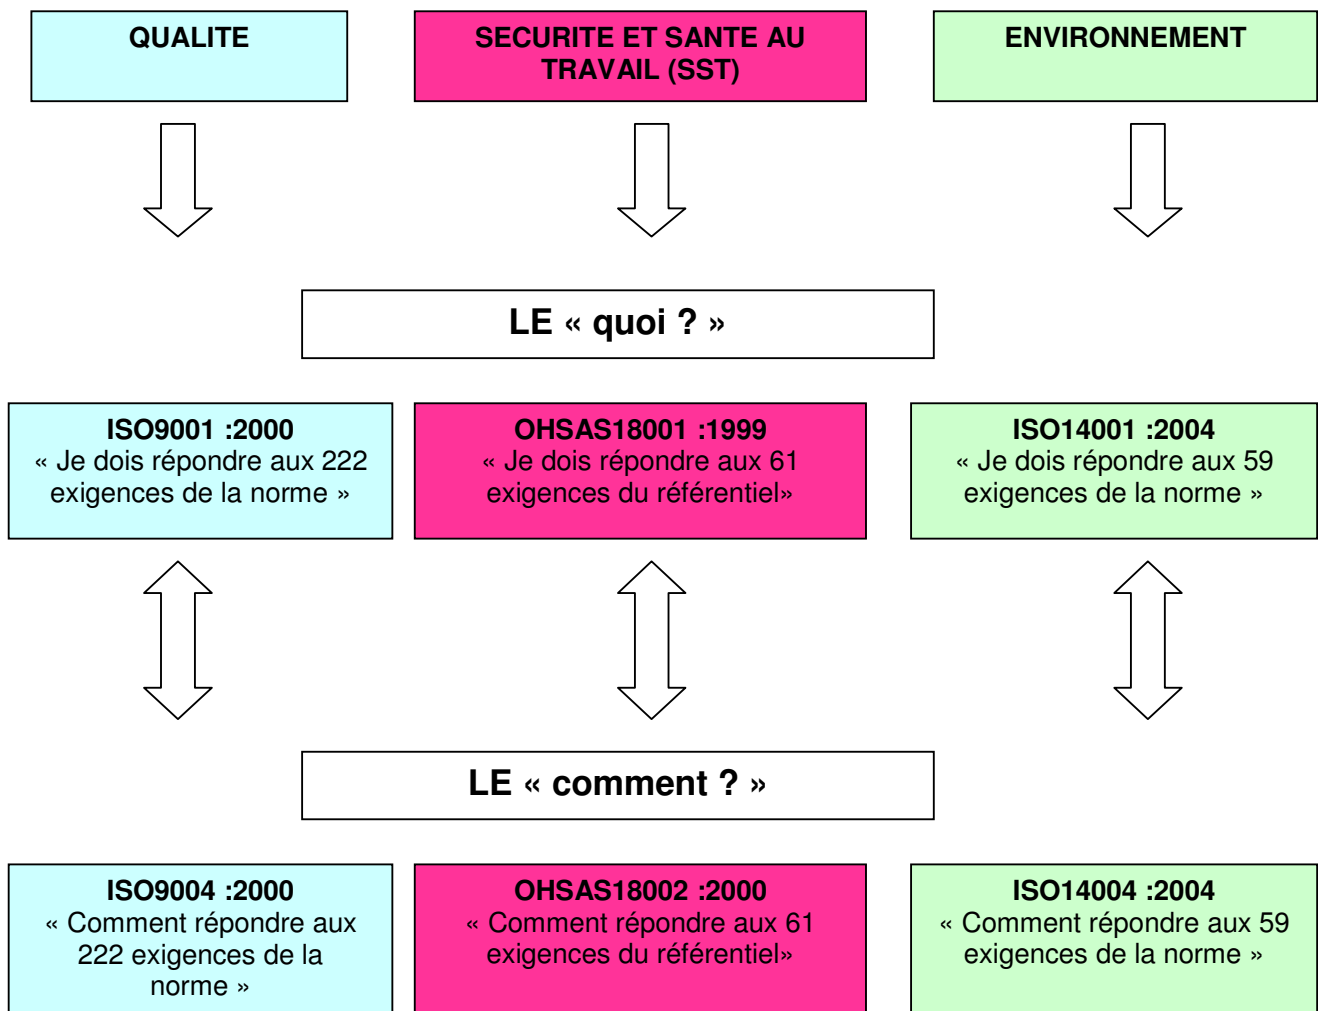 QUALITE
SECURITE ET SANTE AU
TRAVAIL (SST)
ENVIRONNEMENT
LE « quoi ? »
ISO9001 :2000
« Je dois répondre aux 222
exigences de la norme »
OHSAS18001 :1999
« Je dois répondre aux 61
exigences du référentiel»
ISO14001 :2004
« Je dois répondre aux 59
exigences de la norme »
LE « comment ? »
ISO9004 :2000
« Comment répondre aux
222 exigences de la
norme »
OHSAS18002 :2000
« Comment répondre aux 61
exigences du référentiel»
ISO14004 :2004
« Comment répondre aux 59
exigences de la norme »